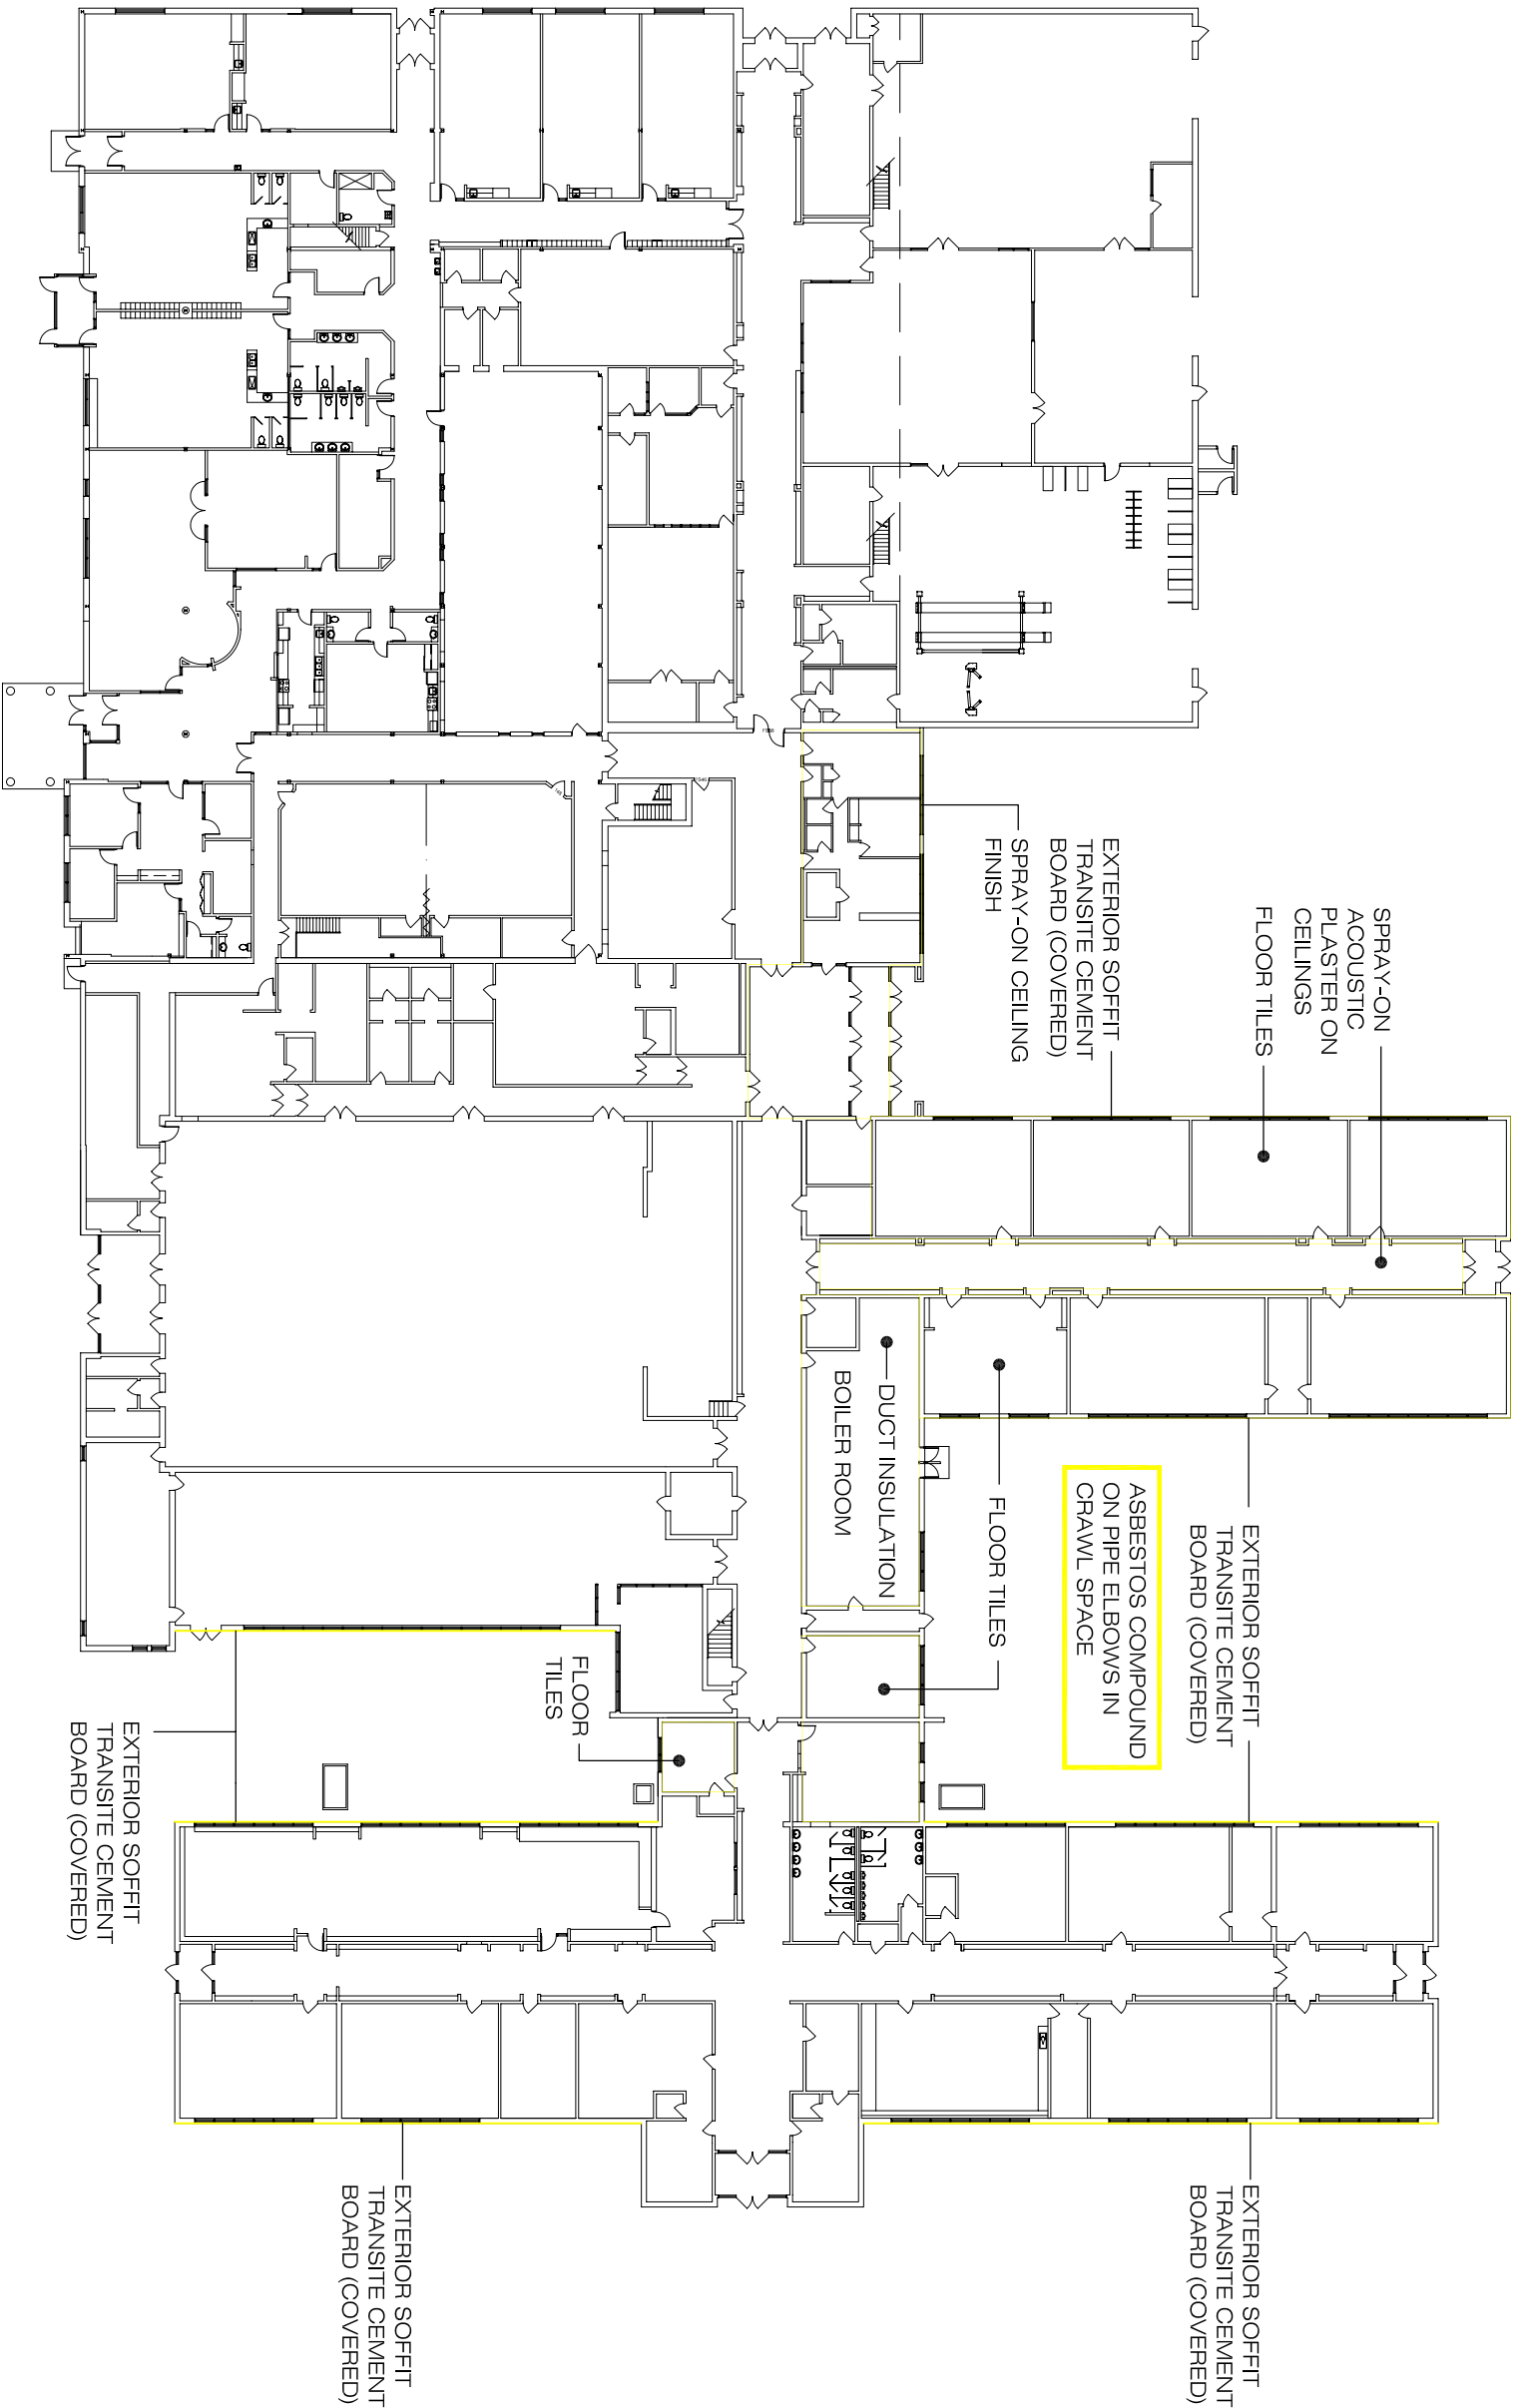 SPRAY-ON
ACOUSTIC
PLASTER ON
CEILINGS
FLOOR TILES
EXTERIOR SOFFIT
TRANSITE CEMENT
BOARD (COVERED)
SPRAY-ON CEILING
FINISH
DUCT INSULATION
BOILER ROOM
FLOOR TILES
ASBESTOS COMPOUND
ON PIPE ELBOWS IN
CRAWL SPACE
EXTERIOR SOFFIT
TRANSITE CEMENT
BOARD (COVERED)
FLOOR
TILES
EXTERIOR SOFFIT
TRANSITE CEMENT
BOARD (COVERED)
EXTERIOR SOFFIT
TRANSITE CEMENT
BOARD (COVERED)
EXTERIOR SOFFIT
TRANSITE CEMENT
BOARD (COVERED)